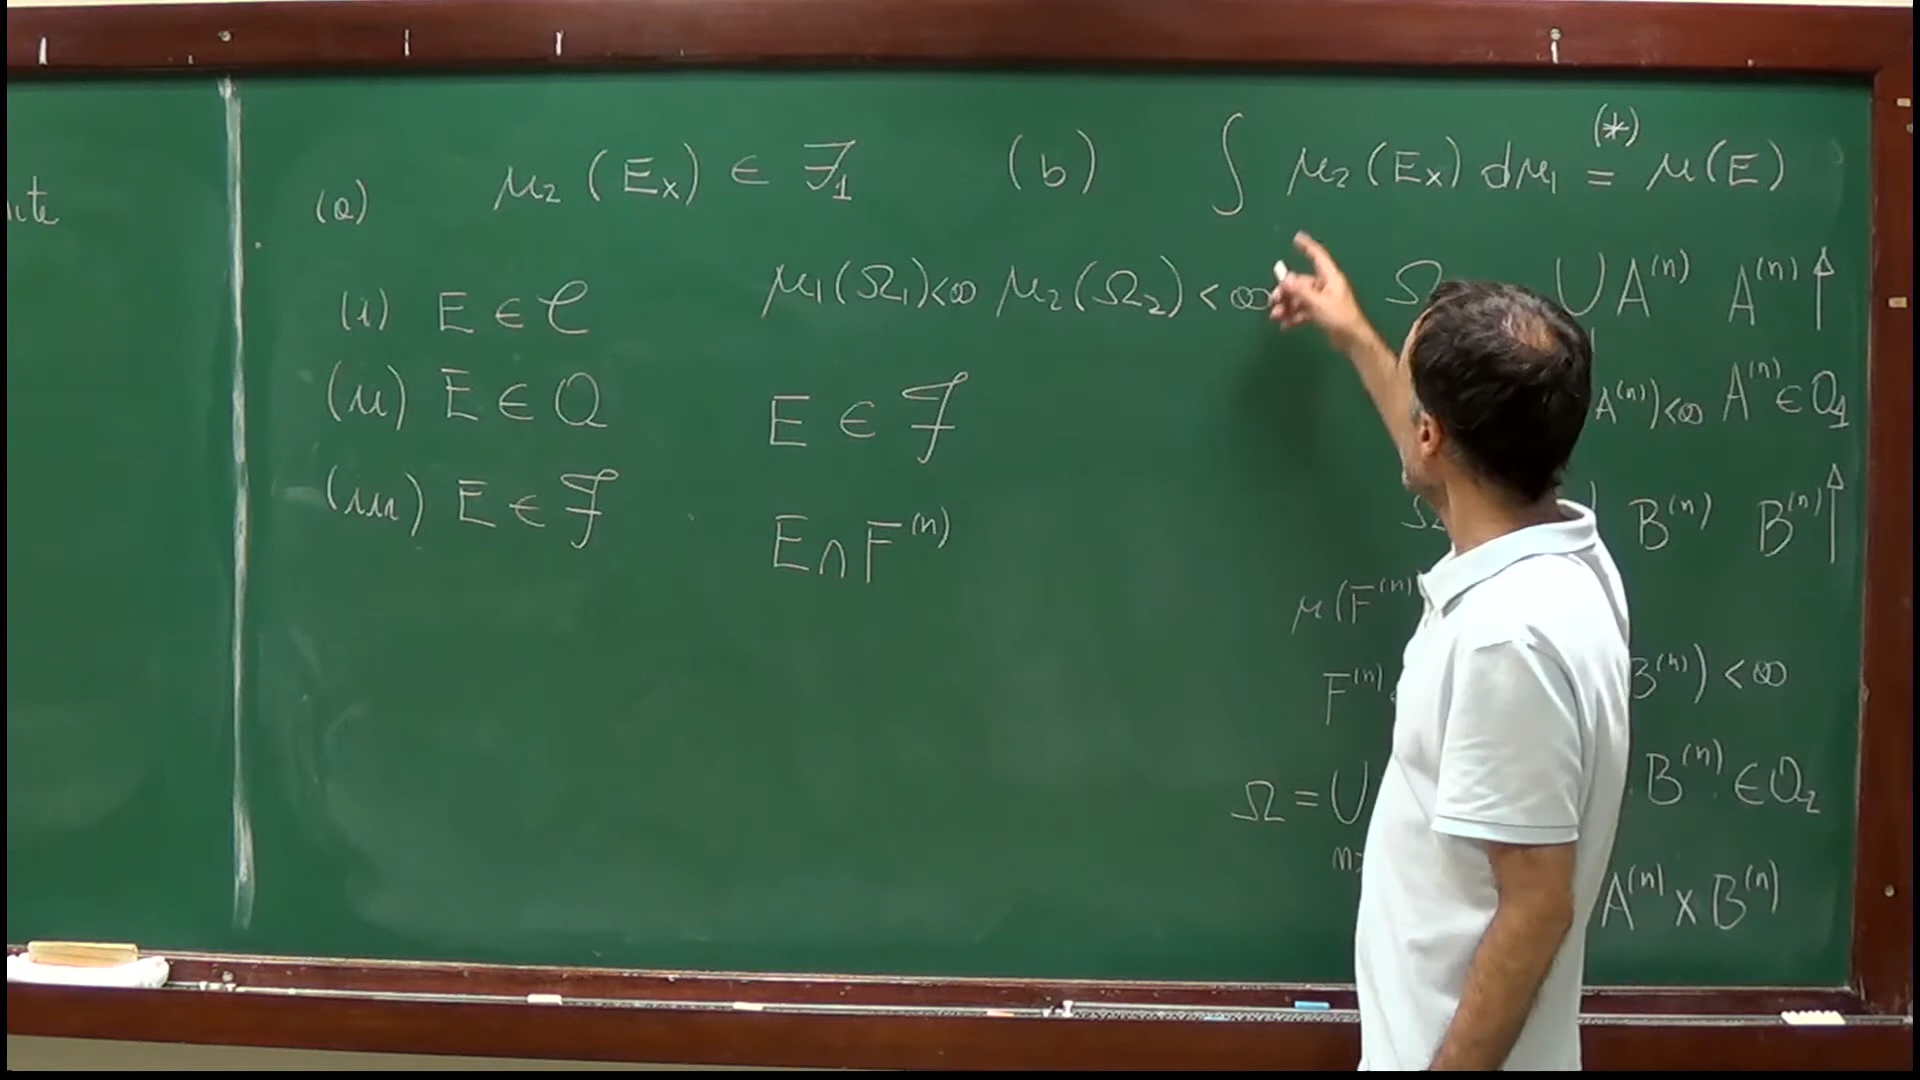 (a) μ₂(Eₓ) ∈ ℱ₁ (b) ∫ μ₂(Eₓ) dμ₁ (*)= μ(E)
(i) E ∈ 𝒞
(ii) E ∈ Q
(iii) E ∈ ℱ
μ₁(Ω₁)<∞ μ₂(Ω₂)<∞
E ∈ ℱ
E∩F⁽ⁿ⁾
Ω ∪ A⁽ⁿ⁾ A⁽ⁿ⁾ ↑
A⁽ⁿ⁾)<∞ A⁽ⁿ⁾ ∈ Q₁
B⁽ⁿ⁾ B⁽ⁿ⁾ ↑
μ(F⁽ⁿ⁾
F⁽ⁿ⁾ B⁽ⁿ⁾) < ∞
Ω = ∪ B⁽ⁿ⁾ ∈ Q₂
A⁽ⁿ⁾ × B⁽ⁿ⁾